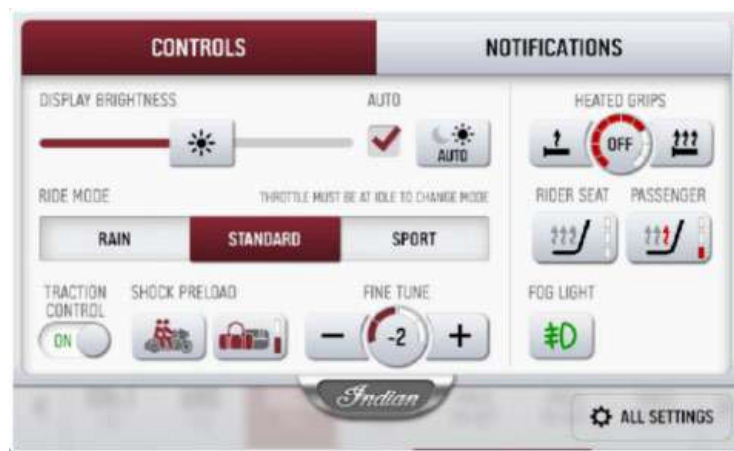 CONTROLS
NOTIFICATIONS
DISPLAY BRIGHTNESS
AUTO
AUTO
RIDE MODE
THROTTLE MUST BE AT IDLE TO CHANGE MODE
RAIN
STANDARD
SPORT
TRACTION
CONTROL
ON
SHOCK PRELOAD
FINE TUNE
-
-2
+
HEATED GRIPS
OFF
RIDER SEAT
PASSENGER
FOG LIGHT
Indian
ALL SETTINGS